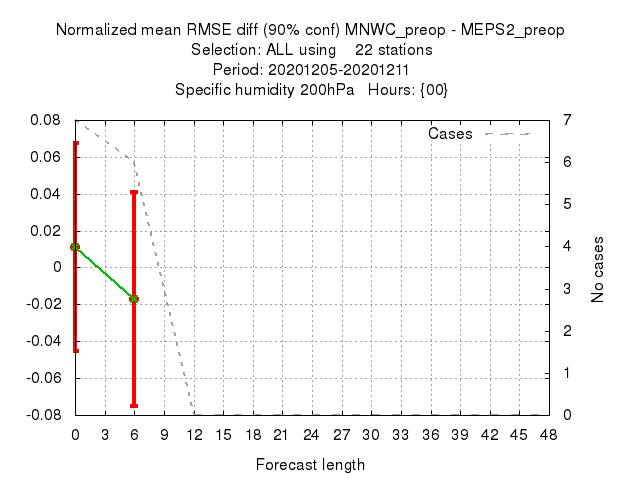 Normalized mean RMSE diff (90% conf) MNWC_preop - MEPS2_preop
Selection: ALL using 22 stations
Period: 20201205-20201211
Specific humidity 200hPa Hours: {00}
Cases
0.08
0.06
0.04
0.02
0
-0.02
-0.04
-0.06
-0.08
7
6
5
4
3
2
1
0
No cases
0 3 6 9 12 15 18 21 24 27 30 33 36 39 42 45 48
Forecast length